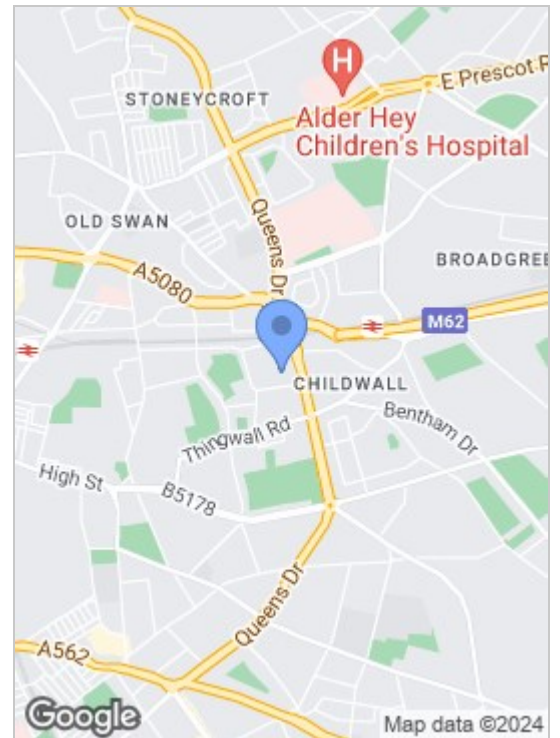 H
E Prescot R
STONEYCROFT
Alder Hey
Children's Hospital
Queens Dr
OLD SWAN
BROADGREE
A5080
M62
CHILDWALL
Bentham Dr
Thingwall Rd
High St
B5178
Queens Dr
A562
Google
Map data ©2024